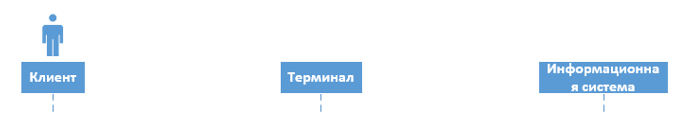 Клиент
Терминал
Информационна
я система